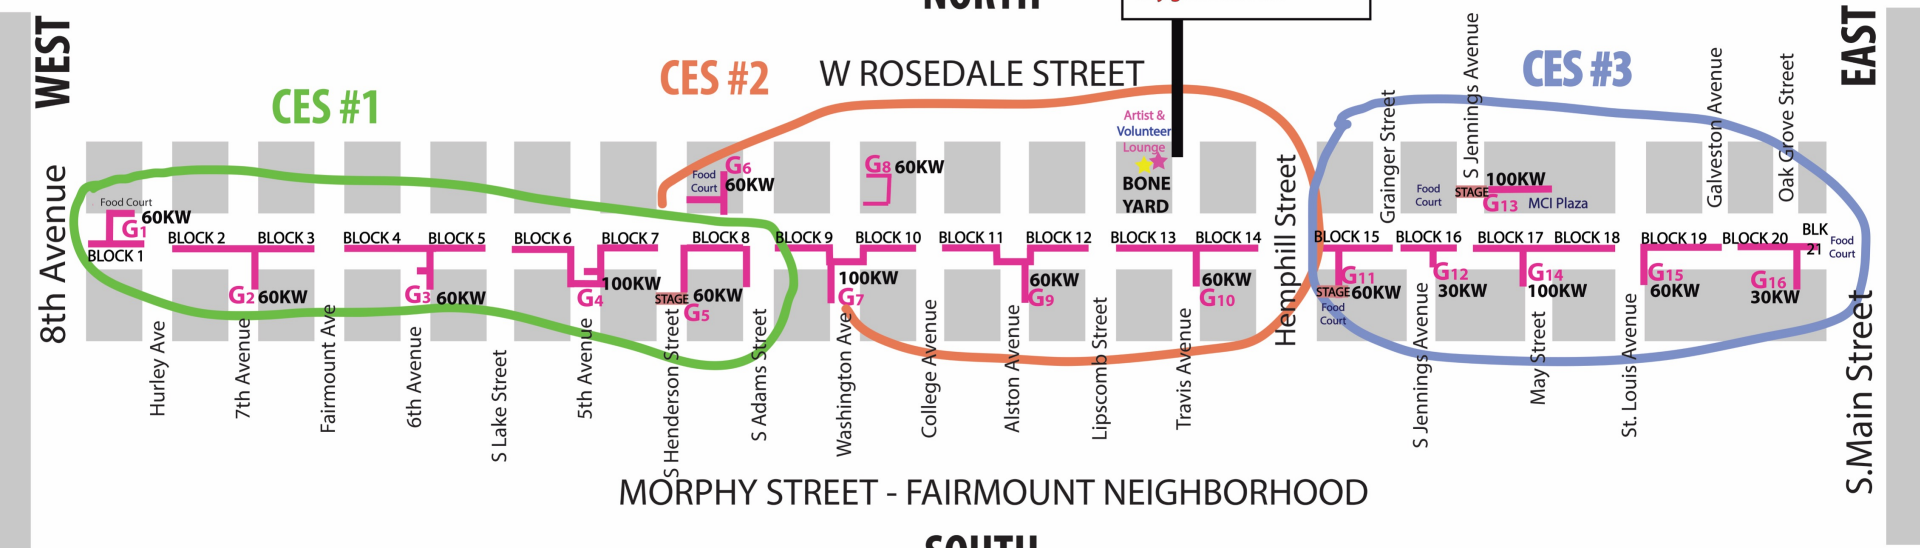 NORTH
WEST
EAST
CES #1
CES #2
W ROSEDALE STREET
CES #3
8th Avenue
Food Court
60KW
G1
BLOCK 1
BLOCK 2
BLOCK 3
G2 60KW
BLOCK 4
BLOCK 5
G3 60KW
BLOCK 6
BLOCK 7
100KW
G4
Food
Court
G6
60KW
BLOCK 8
STAGE
60KW
G5
G8 60KW
BLOCK 9
BLOCK 10
100KW
G7
BLOCK 11
BLOCK 12
60KW
G9
Artist &
Volunteer
Lounge
BONE
YARD
BLOCK 13
BLOCK 14
60KW
G10
Hemphill Street
BLOCK 15
G11
STAGE
60KW
Food
Court
Grainger Street
S Jennings Avenue
Food
Court
BLOCK 16
G12
30KW
STAGE
100KW
G13
MCI Plaza
BLOCK 17
BLOCK 18
G14
100KW
Galveston Avenue
Oak Grove Street
BLOCK 19
G15
60KW
BLOCK 20
BLK
21
Food
Court
G16
30KW
Hurley Ave
7th Avenue
Fairmount Ave
6th Avenue
S Lake Street
5th Avenue
S Henderson Street
S Adams Street
Washington Ave
College Avenue
Alston Avenue
Lipscomb Street
Travis Avenue
S Jennings Avenue
May Street
St. Louis Avenue
S.Main Street
MORPHY STREET - FAIRMOUNT NEIGHBORHOOD
SOUTH